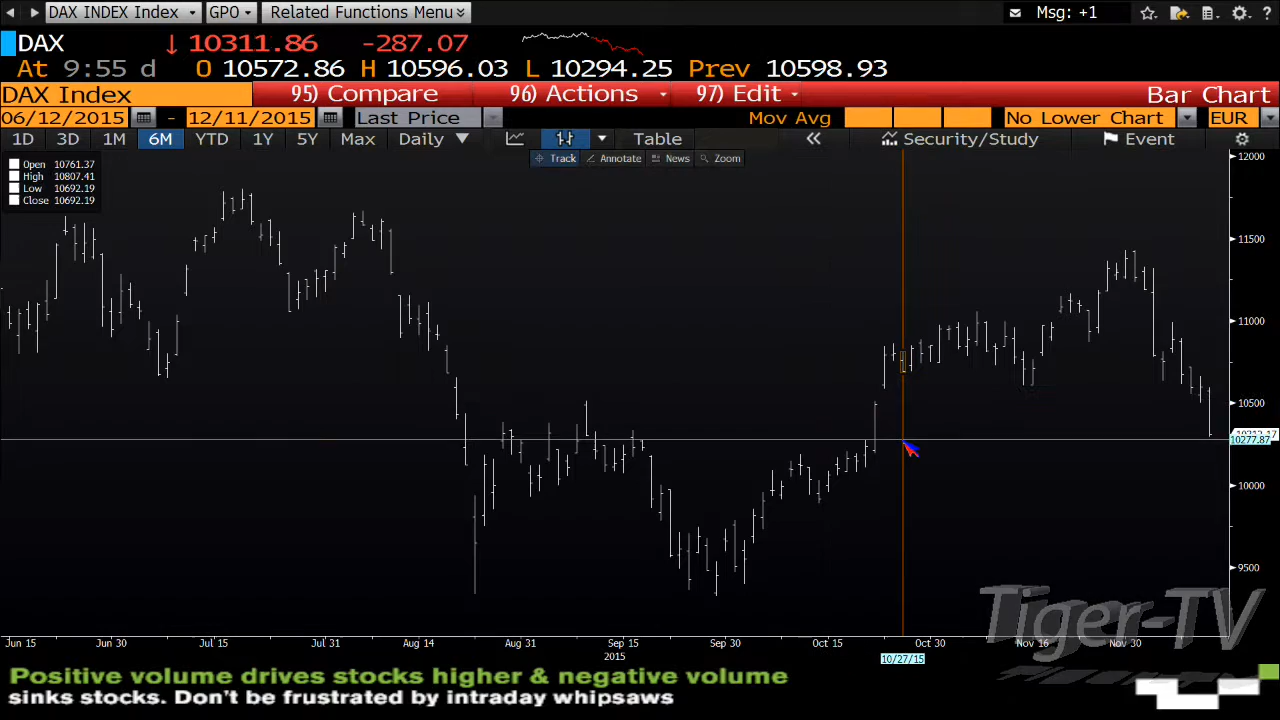 DAX INDEX Index GPO Related Functions Menu Msg: +1 ?
DAX ↓ 10311.86 -287.07
At 9:55 d O 10572.86 H 10596.03 L 10294.25 Prev 10598.93
DAX Index 95) Compare 96) Actions 97) Edit Bar Chart
06/12/2015 - 12/11/2015 Last Price Mov Avg No Lower Chart EUR
1D 3D 1M 6M YTD 1Y 5Y Max Daily Table « Security/Study Event
Track Annotate News Zoom
Open 10761.37
High 10807.41
Low 10692.19
Close 10692.19
12000
11500
11000
10500
10277.87
10000
9500
Jun 15 Jun 30 Jul 15 Jul 31 Aug 14 Aug 31 Sep 15 Sep 30 Oct 15 Oct 30 Nov 16 Nov 30
2015
10/27/15
Tiger-TV
Positive volume drives stocks higher & negative volume
sinks stocks. Don't be frustrated by intraday whipsaws